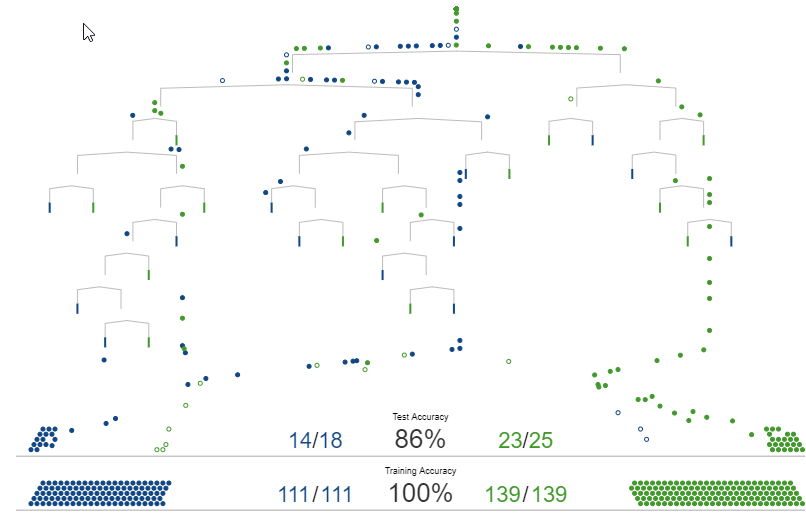 Test Accuracy
14/18 86% 23/25
Training Accuracy
111/111 100% 139/139